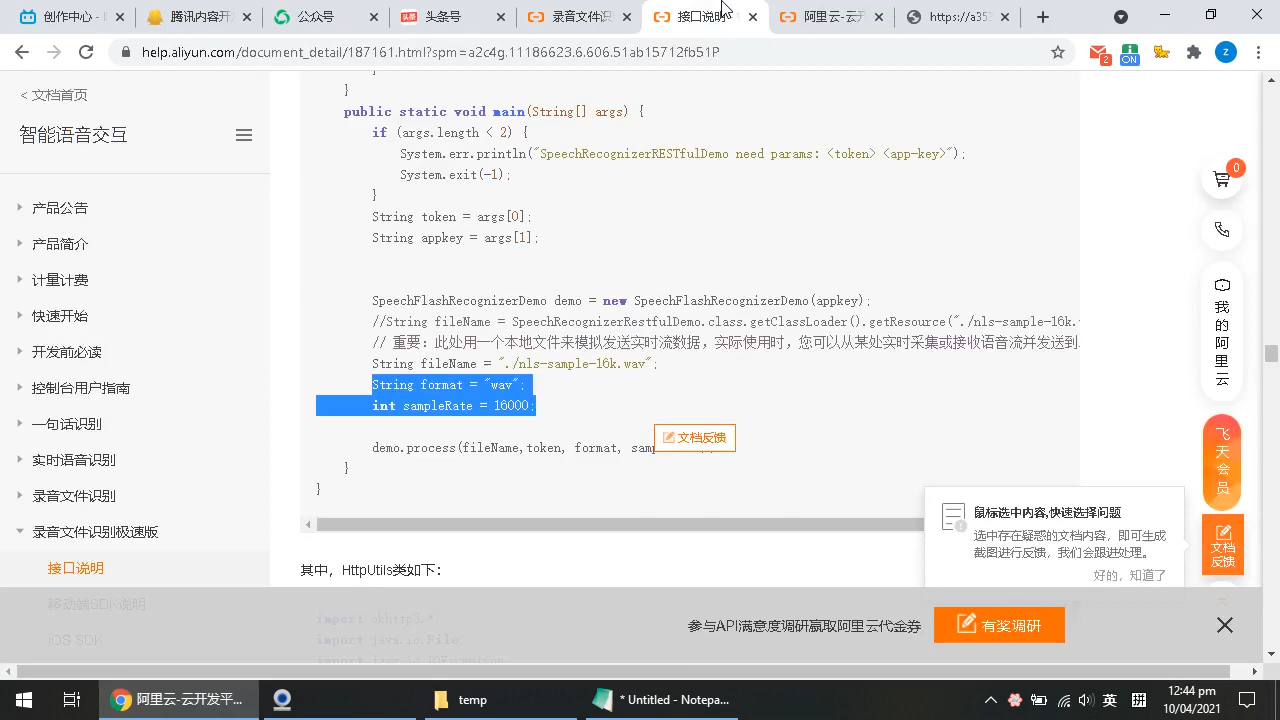 创作中心 - b
腾讯内容开
公众号
头条号
录音文件识
接口说明
阿里云-云开
https://a3
help.aliyun.com/document_detail/187161.html?spm=a2c4g.11186623.6.606.51ab15712fb51P
2
ON
Z
< 文档首页
智能语音交互
产品公告
产品简介
计量计费
快速开始
开发前必读
控制台用户指南
一句话识别
实时语音识别
录音文件识别
录音文件识别极速版
接口说明
移动端SDK说明
iOS SDK
}
}
public static void main(String[] args) {
if (args.length < 2) {
System.err.println("SpeechRecognizerRESTfulDemo need params: <token> <app-key>");
System.exit(-1);
}
String token = args[0];
String appkey = args[1];
SpeechFlashRecognizerDemo demo = new SpeechFlashRecognizerDemo(appkey);
//String fileName = SpeechRecognizerRestfulDemo.class.getClassLoader().getResource("./nls-sample-16k.
// 重要：此处用一个本地文件来模拟发送实时流数据，实际使用时，您可以从某处实时采集或接收语音流并发送到
String fileName = "./nls-sample-16k.wav";
String format = "wav";
int sampleRate = 16000;
文档反馈
demo.process(fileName, token, format, sam
}
}
其中，HttpUtils类如下：
import okhttp3.*;
import java.io.File;
import java.io.IOException;
0
我的阿里云
飞天会员
文档
反馈
鼠标选中内容,快速选择问题
选中存在疑惑的文档内容，即可生成
截图进行反馈，我们会跟进处理。
好的，知道了
参与API满意度调研赢取阿里云代金券
有奖调研
阿里云-云开发平...
temp
* Untitled - Notepa...
英
拼
12:44 pm
10/04/2021